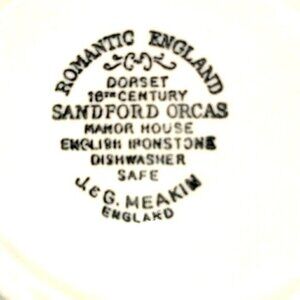 ROMANTIC ENGLAND
DORSET
16TH CENTURY
SANDFORD ORCAS
MANOR HOUSE
ENGLISH IRONSTONE
DISHWASHER
SAFE
J. & G. MEAKIN
ENGLAND